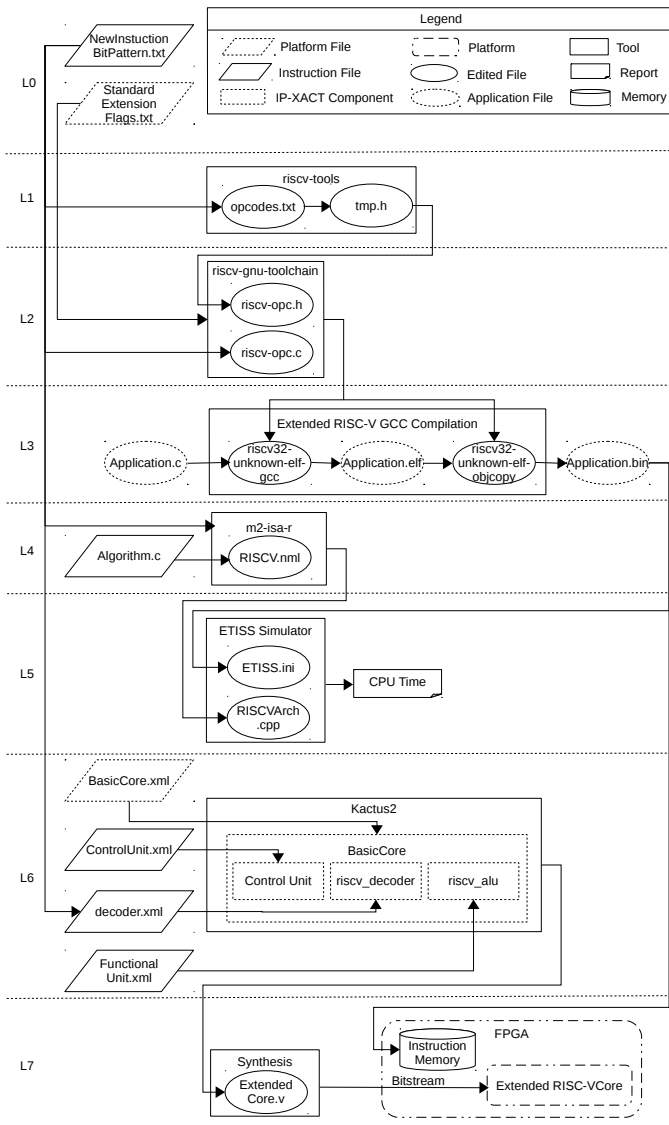 Legend
Platform File
Platform
Tool
Instruction File
Edited File
Report
IP-XACT Component
Application File
Memory
L0
NewInstuction
BitPattern.txt
Standard
Extension
Flags.txt
L1
riscv-tools
opcodes.txt
tmp.h
L2
riscv-gnu-toolchain
riscv-opc.h
riscv-opc.c
L3
Extended RISC-V GCC Compilation
Application.c
riscv32-
unknown-elf-
gcc
Application.elf
riscv32-
unknown-elf-
objcopy
Application.bin
L4
m2-isa-r
Algorithm.c
RISCV.nml
L5
ETISS Simulator
ETISS.ini
RISCVArch
.cpp
CPU Time
L6
BasicCore.xml
Kactus2
ControlUnit.xml
BasicCore
Control Unit
riscv_decoder
riscv_alu
decoder.xml
Functional
Unit.xml
L7
FPGA
Instruction
Memory
Synthesis
Extended
Core.v
Bitstream
Extended RISC-VCore